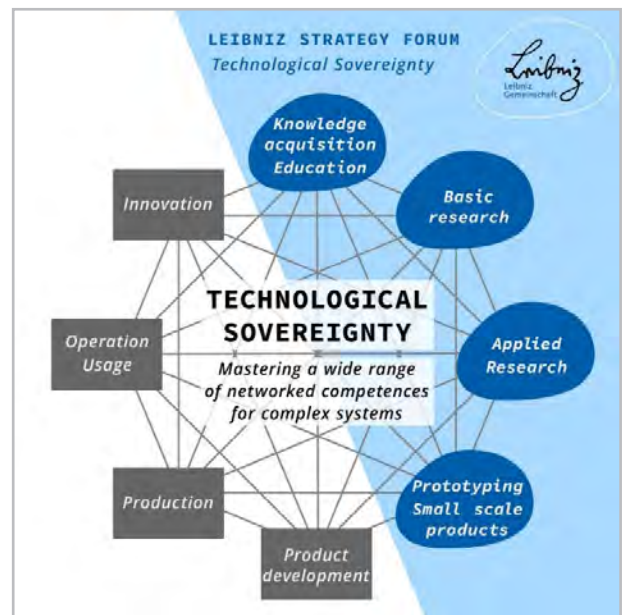 LEIBNIZ STRATEGY FORUM
Technological Sovereignty
Leibniz
Leibniz
Gemeinschaft
Knowledge
acquisition
Education
Basic
research
Applied
Research
Prototyping
Small scale
products
Product
development
Production
Operation
Usage
Innovation
TECHNOLOGICAL
SOVEREIGNTY
Mastering a wide range
of networked competences
for complex systems